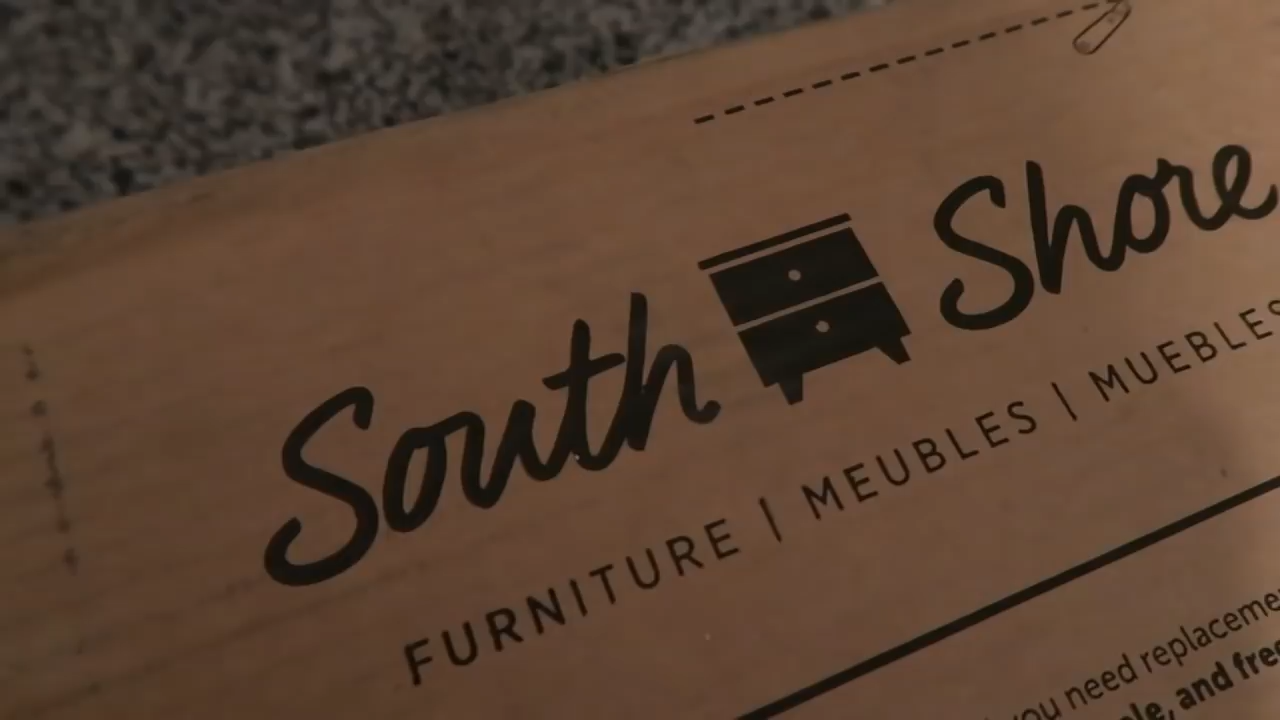 South Shore
FURNITURE | MEUBLES | MUEBLES
you need replaceme
le, and free